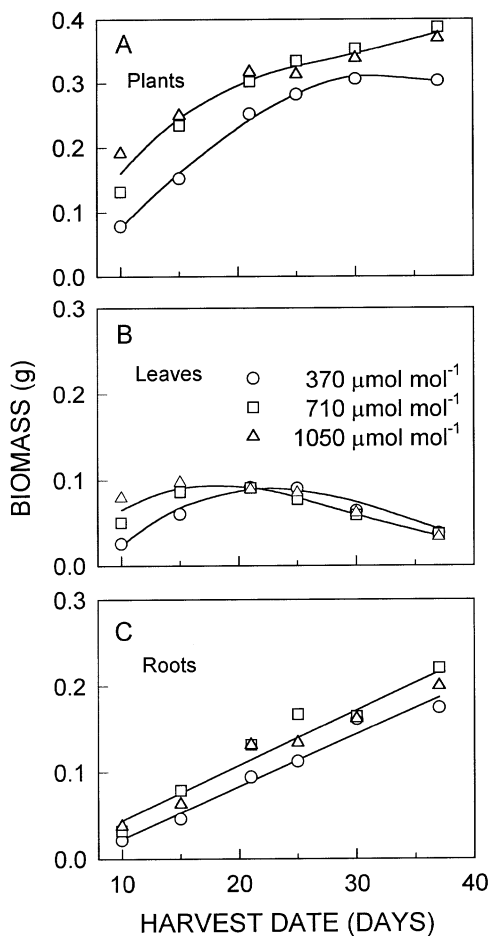 A
Plants
0.4
0.3
0.2
0.1
0.0
B
Leaves
370 μmol mol⁻¹
710 μmol mol⁻¹
1050 μmol mol⁻¹
0.3
0.2
0.1
0.0
BIOMASS (g)
C
Roots
0.3
0.2
0.1
0.0
10 20 30 40
HARVEST DATE (DAYS)